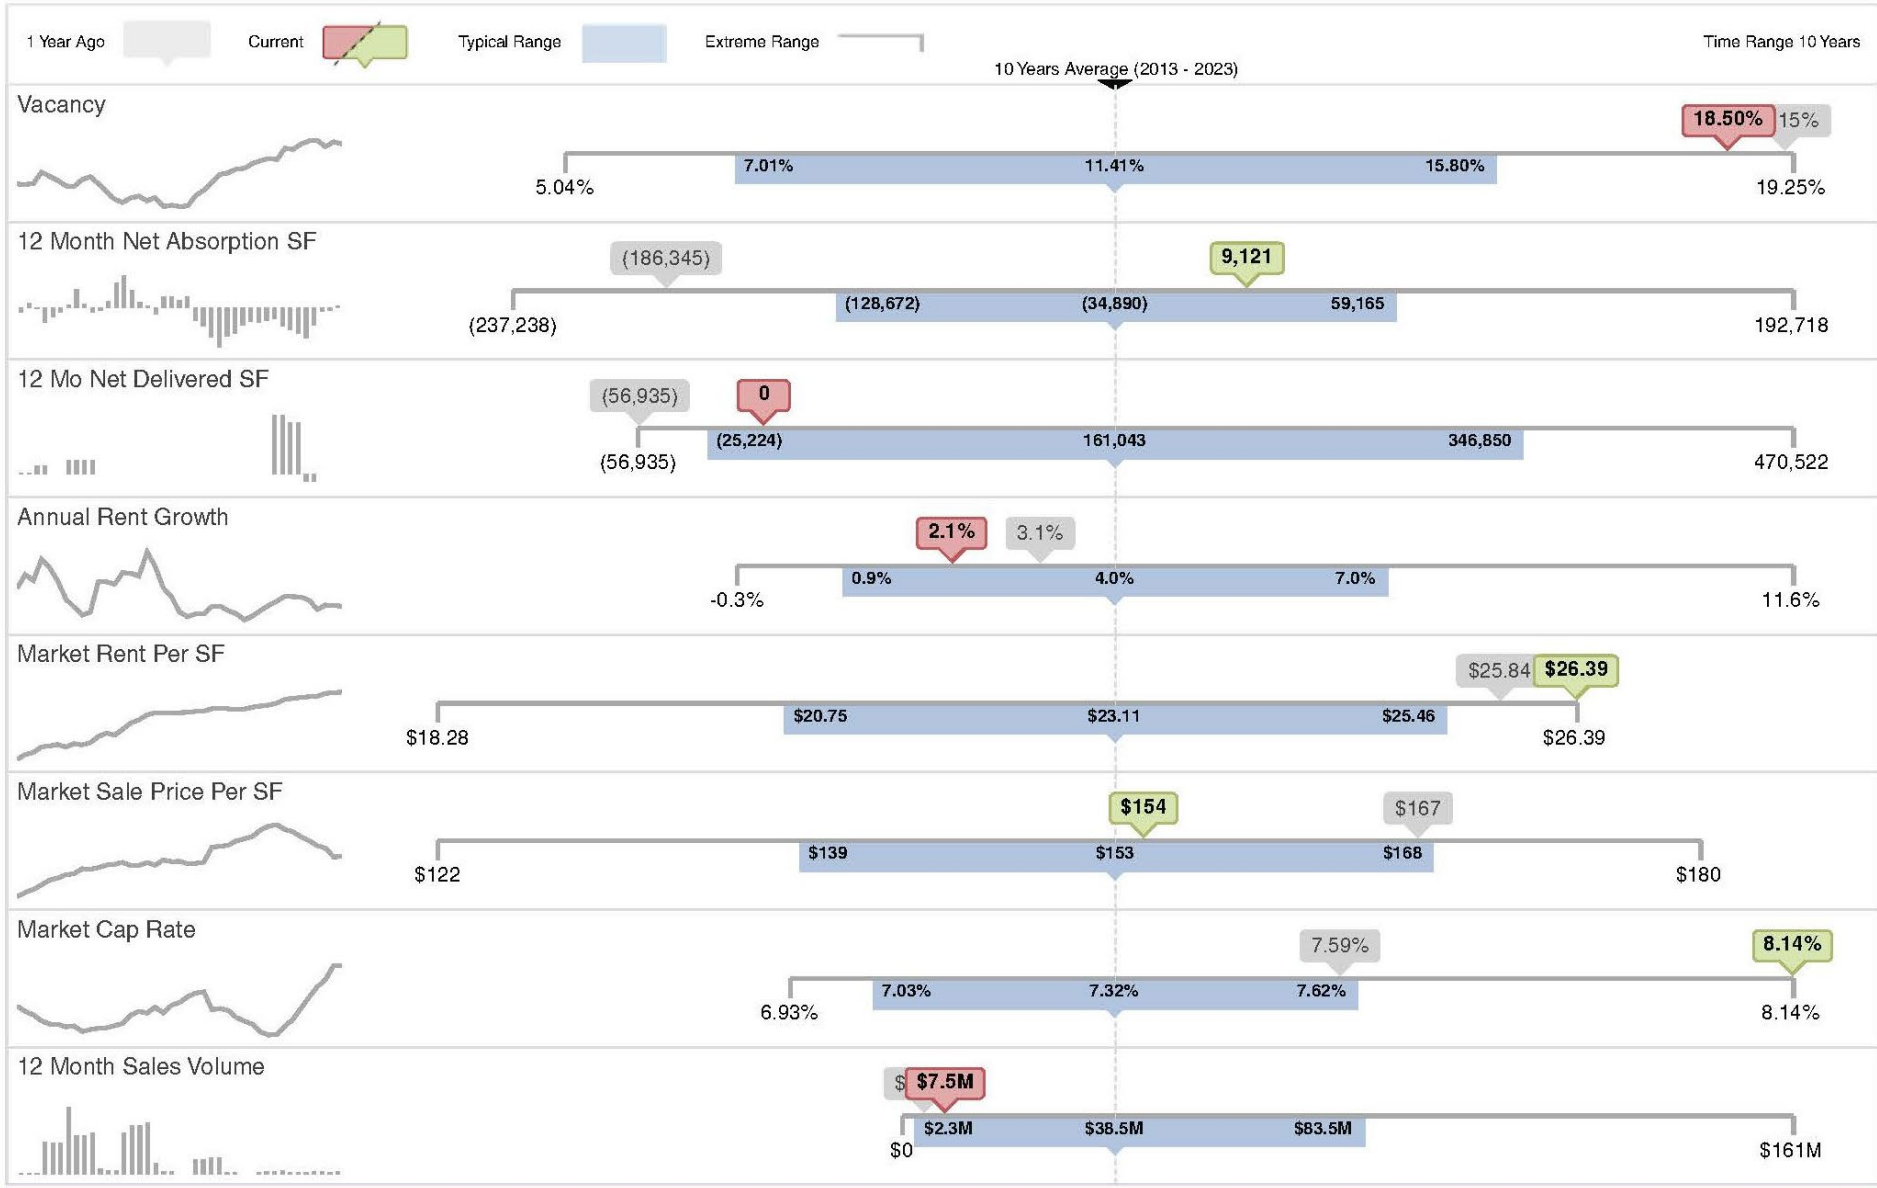 1 Year Ago Current Typical Range Extreme Range Time Range 10 Years
10 Years Average (2013 - 2023)
Vacancy
18.50% 15%
7.01% 11.41% 15.80%
5.04% 19.25%
12 Month Net Absorption SF
(186,345) 9,121
(128,672) (34,890) 59,165
(237,238) 192,718
12 Mo Net Delivered SF
(56,935) 0
(25,224) 161,043 346,850
(56,935) 470,522
Annual Rent Growth
2.1% 3.1%
0.9% 4.0% 7.0%
-0.3% 11.6%
Market Rent Per SF
$25.84 $26.39
$20.75 $23.11 $25.46
$18.28 $26.39
Market Sale Price Per SF
$154 $167
$139 $153 $168
$122 $180
Market Cap Rate
7.59% 8.14%
7.03% 7.32% 7.62%
6.93% 8.14%
12 Month Sales Volume
$ $7.5M
$2.3M $38.5M $83.5M
$0 $161M